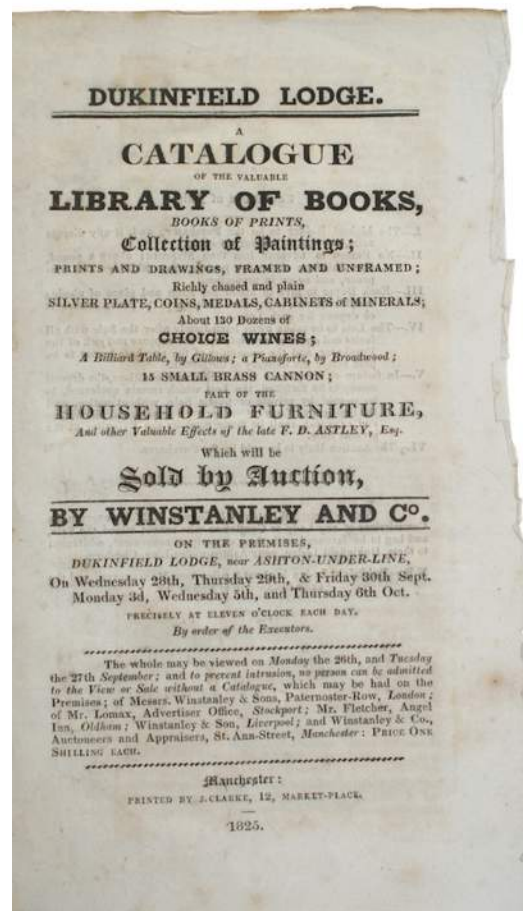 DUKINFIELD LODGE.
A
CATALOGUE
OF THE VALUABLE
LIBRARY OF BOOKS,
BOOKS OF PRINTS,
Collection of Paintings;
PRINTS AND DRAWINGS, FRAMED AND UNFRAMED;
Richly chased and plain
SILVER PLATE, COINS, MEDALS, CABINETS of MINERALS;
About 130 Dozens of
CHOICE WINES;
A Billiard Table, by Gillows; a Pianoforte, by Broadwood;
15 SMALL BRASS CANNON;
PART OF THE
HOUSEHOLD FURNITURE,
And other Valuable Effects of the late F. D. ASTLEY, Esq.
Which will be
Sold by Auction,
BY WINSTANLEY AND Co.
ON THE PREMISES,
DUKINFIELD LODGE, near ASHTON-UNDER-LINE,
On Wednesday 28th, Thursday 29th, & Friday 30th Sept.
Monday 3d, Wednesday 5th, and Thursday 6th Oct.
PRECISELY AT ELEVEN O'CLOCK EACH DAY.
By order of the Executors.
The whole may be viewed on Monday the 26th, and Tuesday
the 27th September; and to prevent intrusion, no person can be admitted
to the View or Sale without a Catalogue, which may be had on the
Premises; of Messrs. Winstanley & Sons, Paternoster-Row, London;
of Mr. Lomax, Advertiser Office, Stockport; Mr. Fletcher, Angel
Inn, Oldham; Winstanley & Son, Liverpool; and Winstanley & Co.,
Auctoneers and Appraisers, St. Ann-Street, Manchester: PRICE ONE
SHILLING EACH.
Manchester:
PRINTED BY J. CLARKE, 12, MARKET-PLACE.
1825.